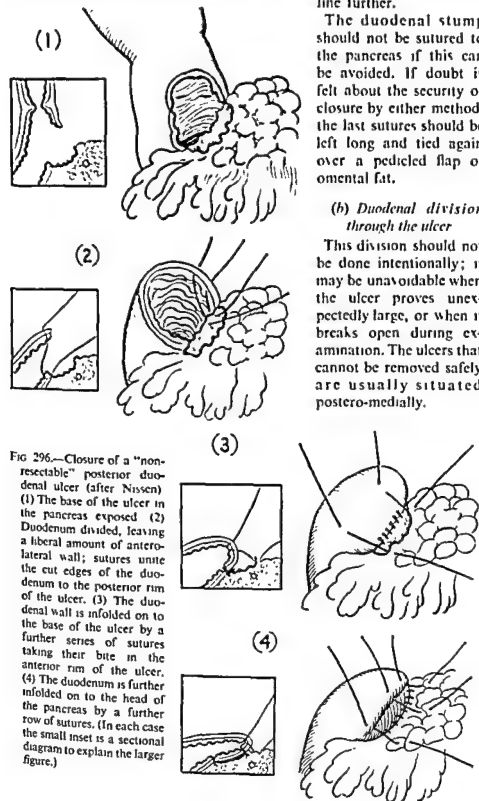 line further.
The duodenal stump
should not be sutured to
the pancreas if this can
be avoided. If doubt i
felt about the security o
closure by either method
the last sutures should be
left long and tied again
over a pedicled flap o
omental fat.
(b) Duodenal division
through the ulcer
This division should not
be done intentionally; i
may be unavoidable when
the ulcer proves unex-
pectedly large, or when i
breaks open during ex-
amination. The ulcers that
cannot be removed safely
are usually situated
postero-medially.
(1)
(2)
(3)
(4)
FIG 296.—Closure of a "non-
resectable" posterior duo-
denal ulcer (after Nissen)
(1) The base of the ulcer in
the pancreas exposed (2)
Duodenum divided, leaving
a liberal amount of antero-
lateral wall; sutures unite
the cut edges of the duo-
denum to the posterior rim
of the ulcer. (3) The duo-
denal wall is infolded on to
the base of the ulcer by a
further series of sutures
taking their bite in the
anterior rim of the ulcer.
(4) The duodenum is further
infolded on to the head of
the pancreas by a further
row of sutures. (In each case
the small inset is a sectional
diagram to explain the larger
figure.)